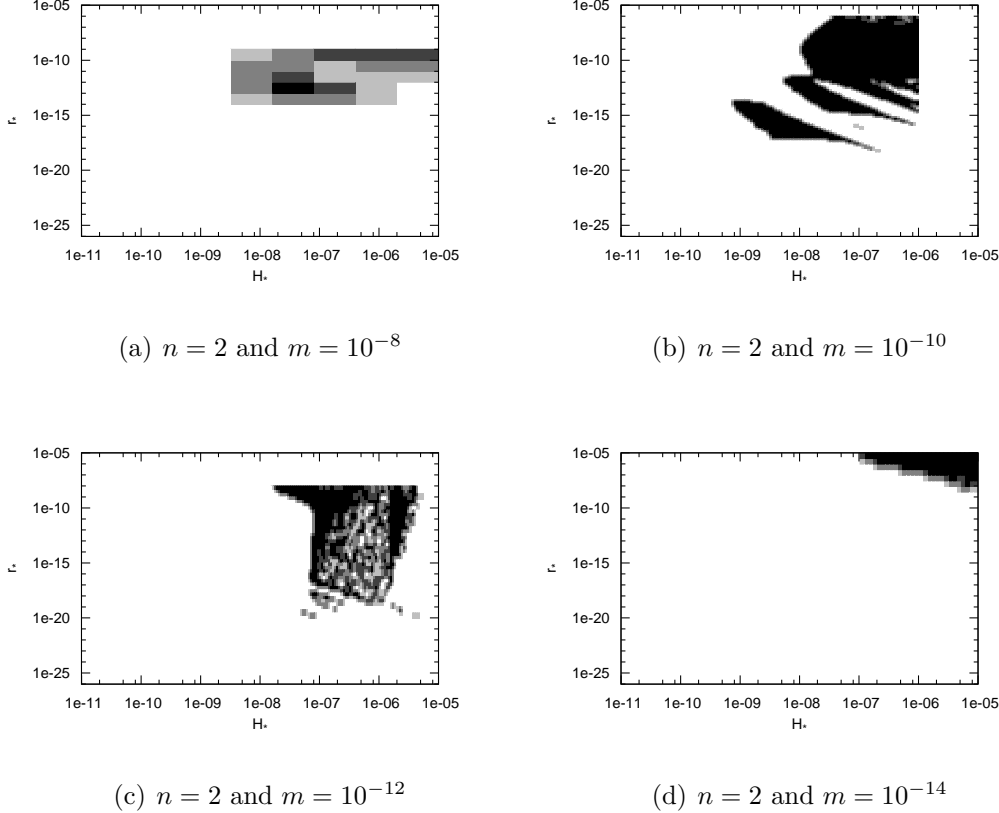 1e-05
1e-10
1e-15
1e-20
1e-25
r*
1e-11 1e-10 1e-09 1e-08 1e-07 1e-06 1e-05
H*
(a) n = 2 and m = 10⁻⁸
1e-05
1e-10
1e-15
1e-20
1e-25
r*
1e-11 1e-10 1e-09 1e-08 1e-07 1e-06 1e-05
H*
(b) n = 2 and m = 10⁻¹⁰
1e-05
1e-10
1e-15
1e-20
1e-25
r*
1e-11 1e-10 1e-09 1e-08 1e-07 1e-06 1e-05
H*
(c) n = 2 and m = 10⁻¹²
1e-05
1e-10
1e-15
1e-20
1e-25
r*
1e-11 1e-10 1e-09 1e-08 1e-07 1e-06 1e-05
H*
(d) n = 2 and m = 10⁻¹⁴